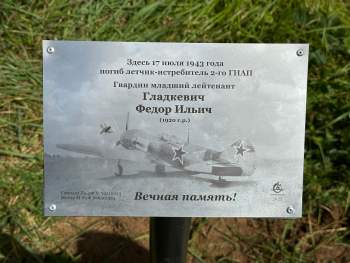 Здесь 17 июля 1943 года
погиб летчик-истребитель 2-го ГИАП
Гвардии младший лейтенант
Гладкевич
Федор Ильич
(1920 г.р.)
Вечная память!